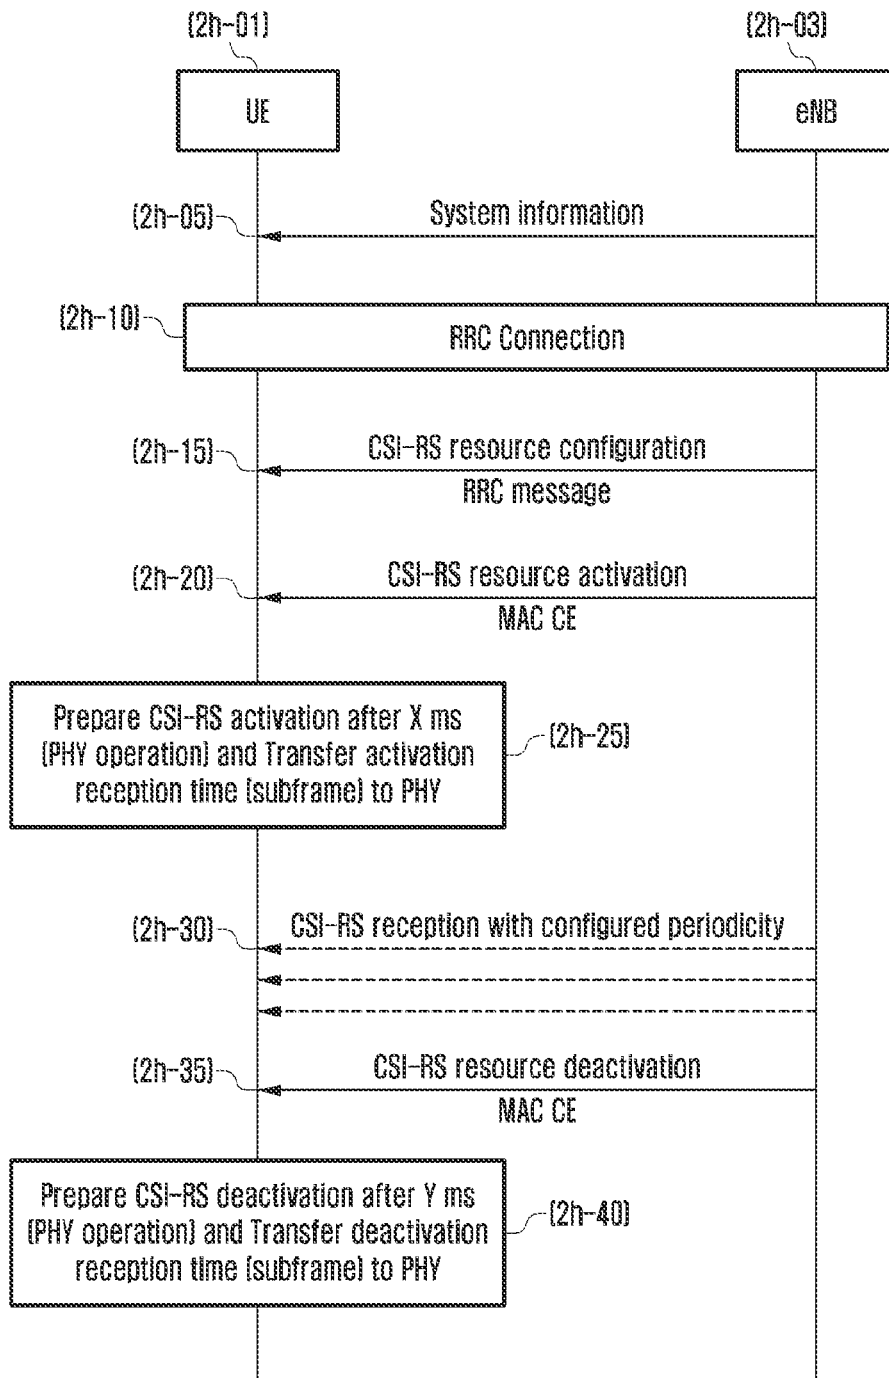 (2h-01)
(2h-03)
UE
eNB
(2h-05)
System information
(2h-10)
RRC Connection
(2h-15)
CSI-RS resource configuration
RRC message
(2h-20)
CSI-RS resource activation
MAC CE
Prepare CSI-RS activation after X ms
(PHY operation) and Transfer activation
reception time (subframe) to PHY
(2h-25)
(2h-30)
CSI-RS reception with configured periodicity
(2h-35)
CSI-RS resource deactivation
MAC CE
Prepare CSI-RS deactivation after Y ms
(PHY operation) and Transfer deactivation
reception time (subframe) to PHY
(2h-40)